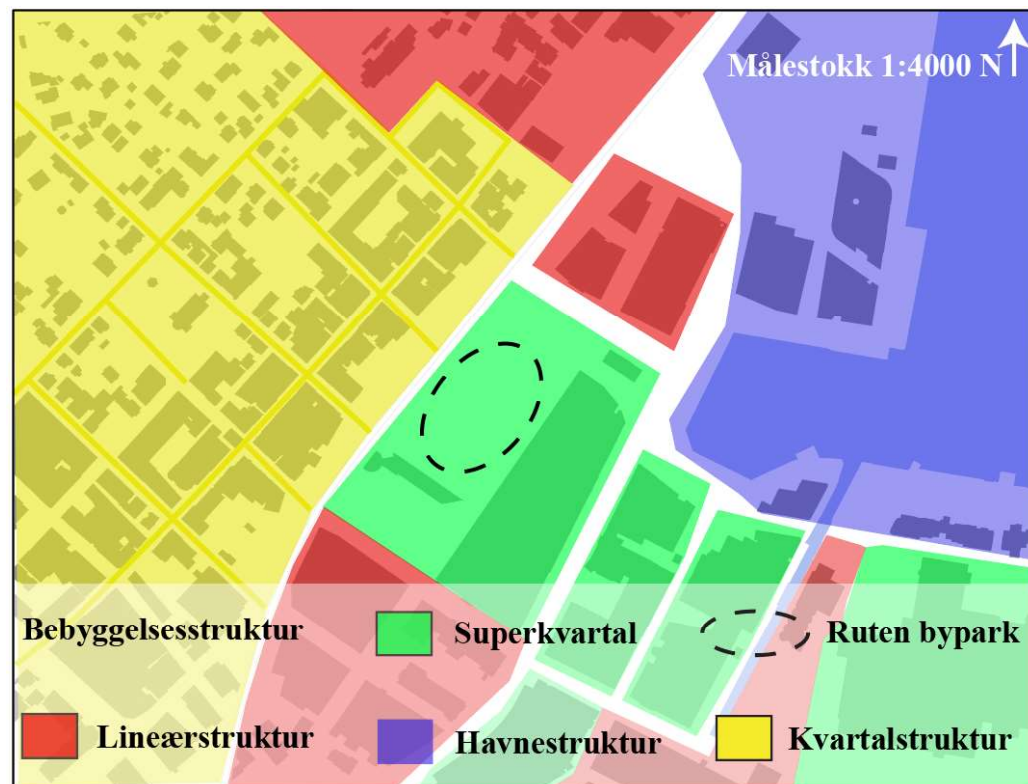 Målestokk 1:4000 N
Bebyggelsesstruktur
Superkvartal
Ruten bypark
Lineærstruktur
Havnestruktur
Kvartalstruktur